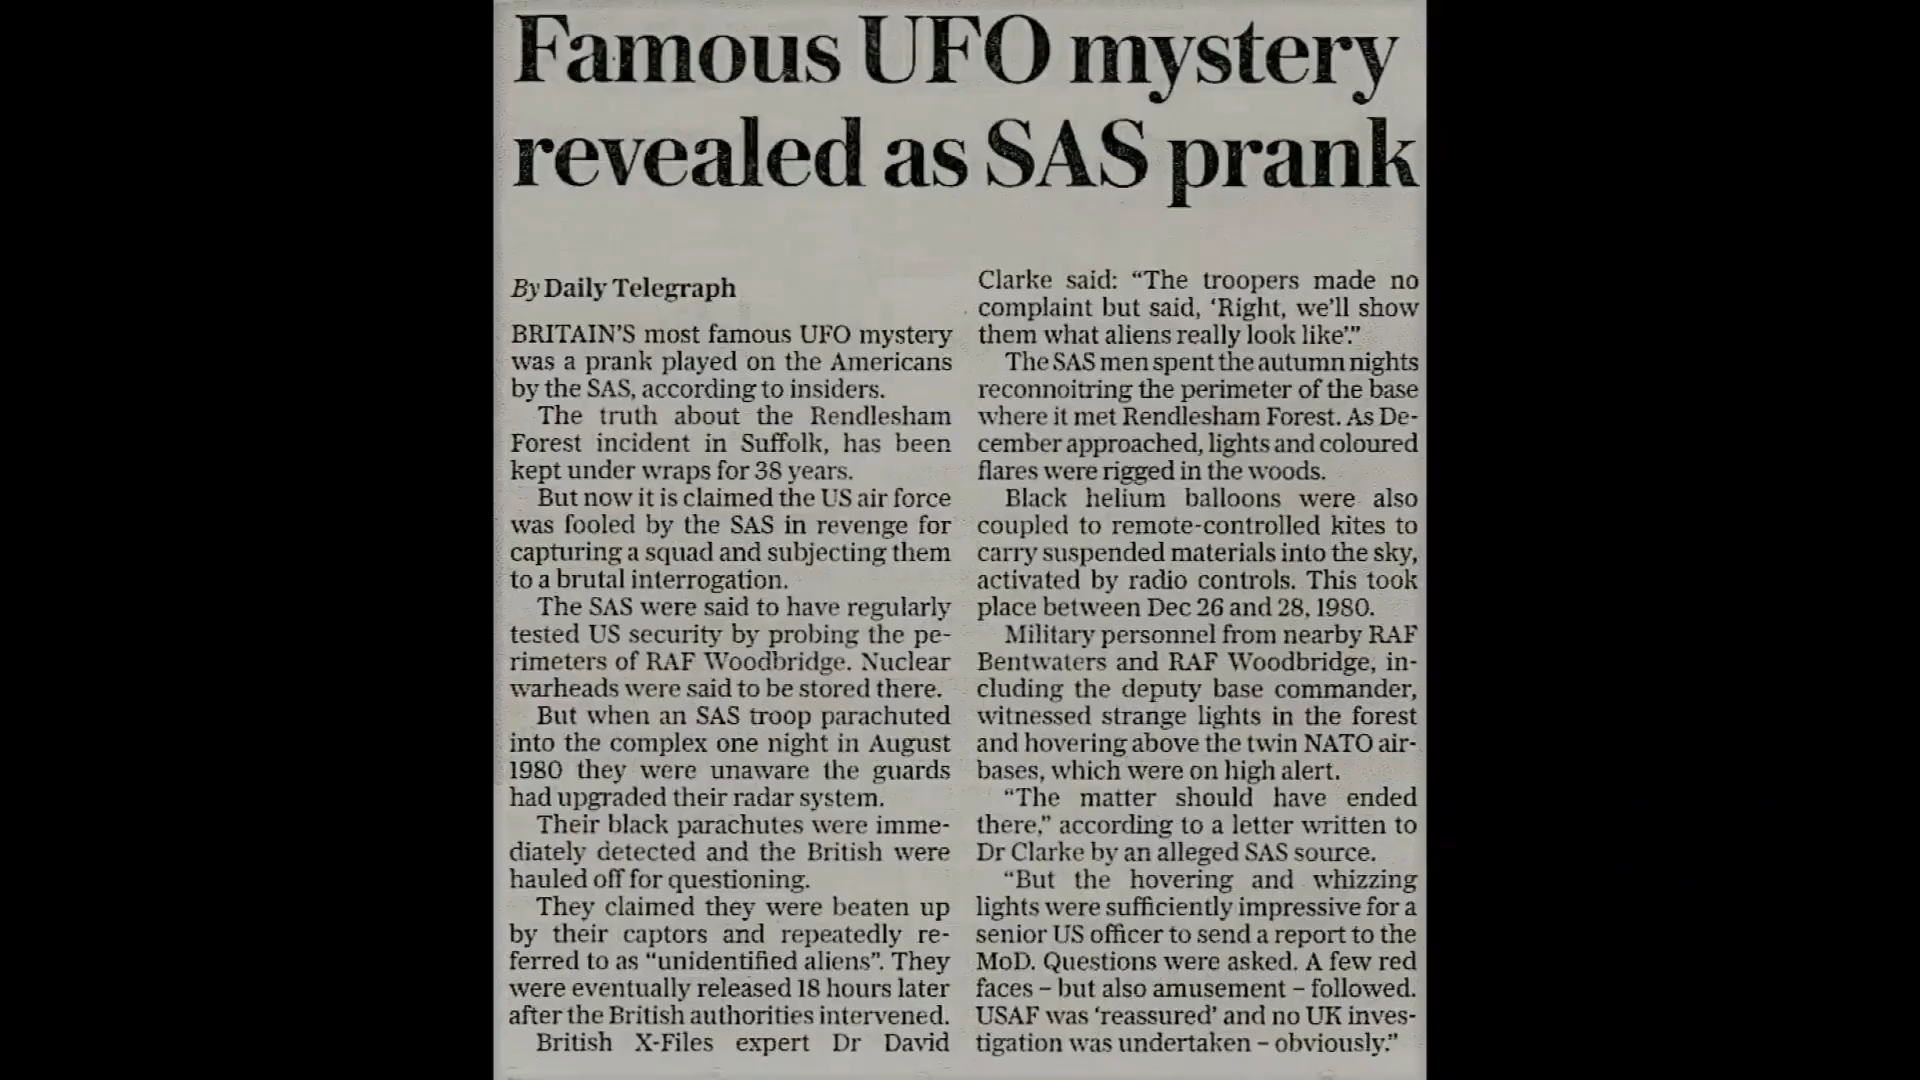 Famous UFO mystery
revealed as SAS prank
By Daily Telegraph
BRITAIN'S most famous UFO mystery
was a prank played on the Americans
by the SAS, according to insiders.
The truth about the Rendlesham
Forest incident in Suffolk, has been
kept under wraps for 38 years.
But now it is claimed the US air force
was fooled by the SAS in revenge for
capturing a squad and subjecting them
to a brutal interrogation.
The SAS were said to have regularly
tested US security by probing the pe-
rimeters of RAF Woodbridge. Nuclear
warheads were said to be stored there.
But when an SAS troop parachuted
into the complex one night in August
1980 they were unaware the guards
had upgraded their radar system.
Their black parachutes were imme-
diately detected and the British were
hauled off for questioning.
They claimed they were beaten up
by their captors and repeatedly re-
ferred to as “unidentified aliens”. They
were eventually released 18 hours later
after the British authorities intervened.
British X-Files expert Dr David
Clarke said: “The troopers made no
complaint but said, ‘Right, we’ll show
them what aliens really look like’.”
The SAS men spent the autumn nights
reconnoitring the perimeter of the base
where it met Rendlesham Forest. As De-
cember approached, lights and coloured
flares were rigged in the woods.
Black helium balloons were also
coupled to remote-controlled kites to
carry suspended materials into the sky,
activated by radio controls. This took
place between Dec 26 and 28, 1980.
Military personnel from nearby RAF
Bentwaters and RAF Woodbridge, in-
cluding the deputy base commander,
witnessed strange lights in the forest
and hovering above the twin NATO air-
bases, which were on high alert.
“The matter should have ended
there,” according to a letter written to
Dr Clarke by an alleged SAS source.
“But the hovering and whizzing
lights were sufficiently impressive for a
senior US officer to send a report to the
MoD. Questions were asked. A few red
faces – but also amusement – followed.
USAF was ‘reassured’ and no UK inves-
tigation was undertaken – obviously.”